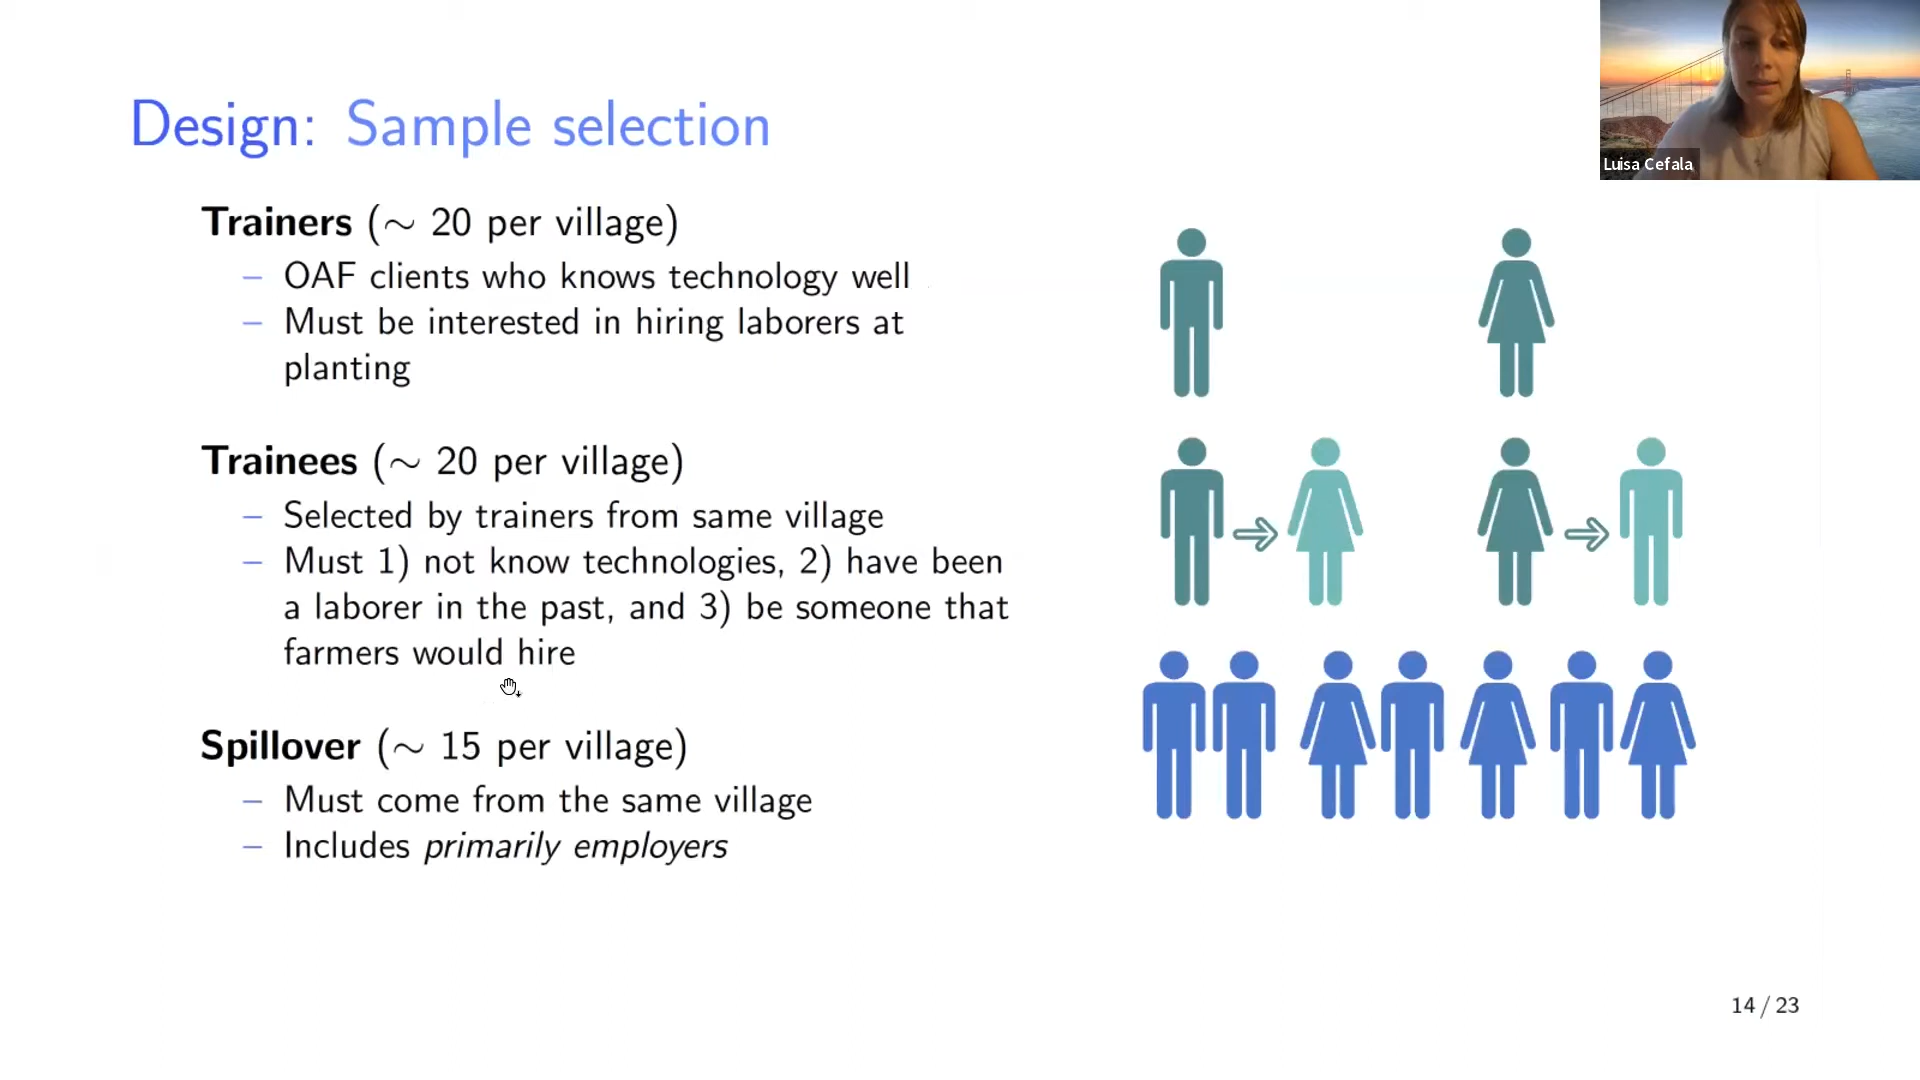 Design: Sample selection
Luisa Cefala
Trainers (∼ 20 per village)
– OAF clients who knows technology well
– Must be interested in hiring laborers at
planting
Trainees (∼ 20 per village)
– Selected by trainers from same village
– Must 1) not know technologies, 2) have been
a laborer in the past, and 3) be someone that
farmers would hire
Spillover (∼ 15 per village)
– Must come from the same village
– Includes primarily employers
14 / 23